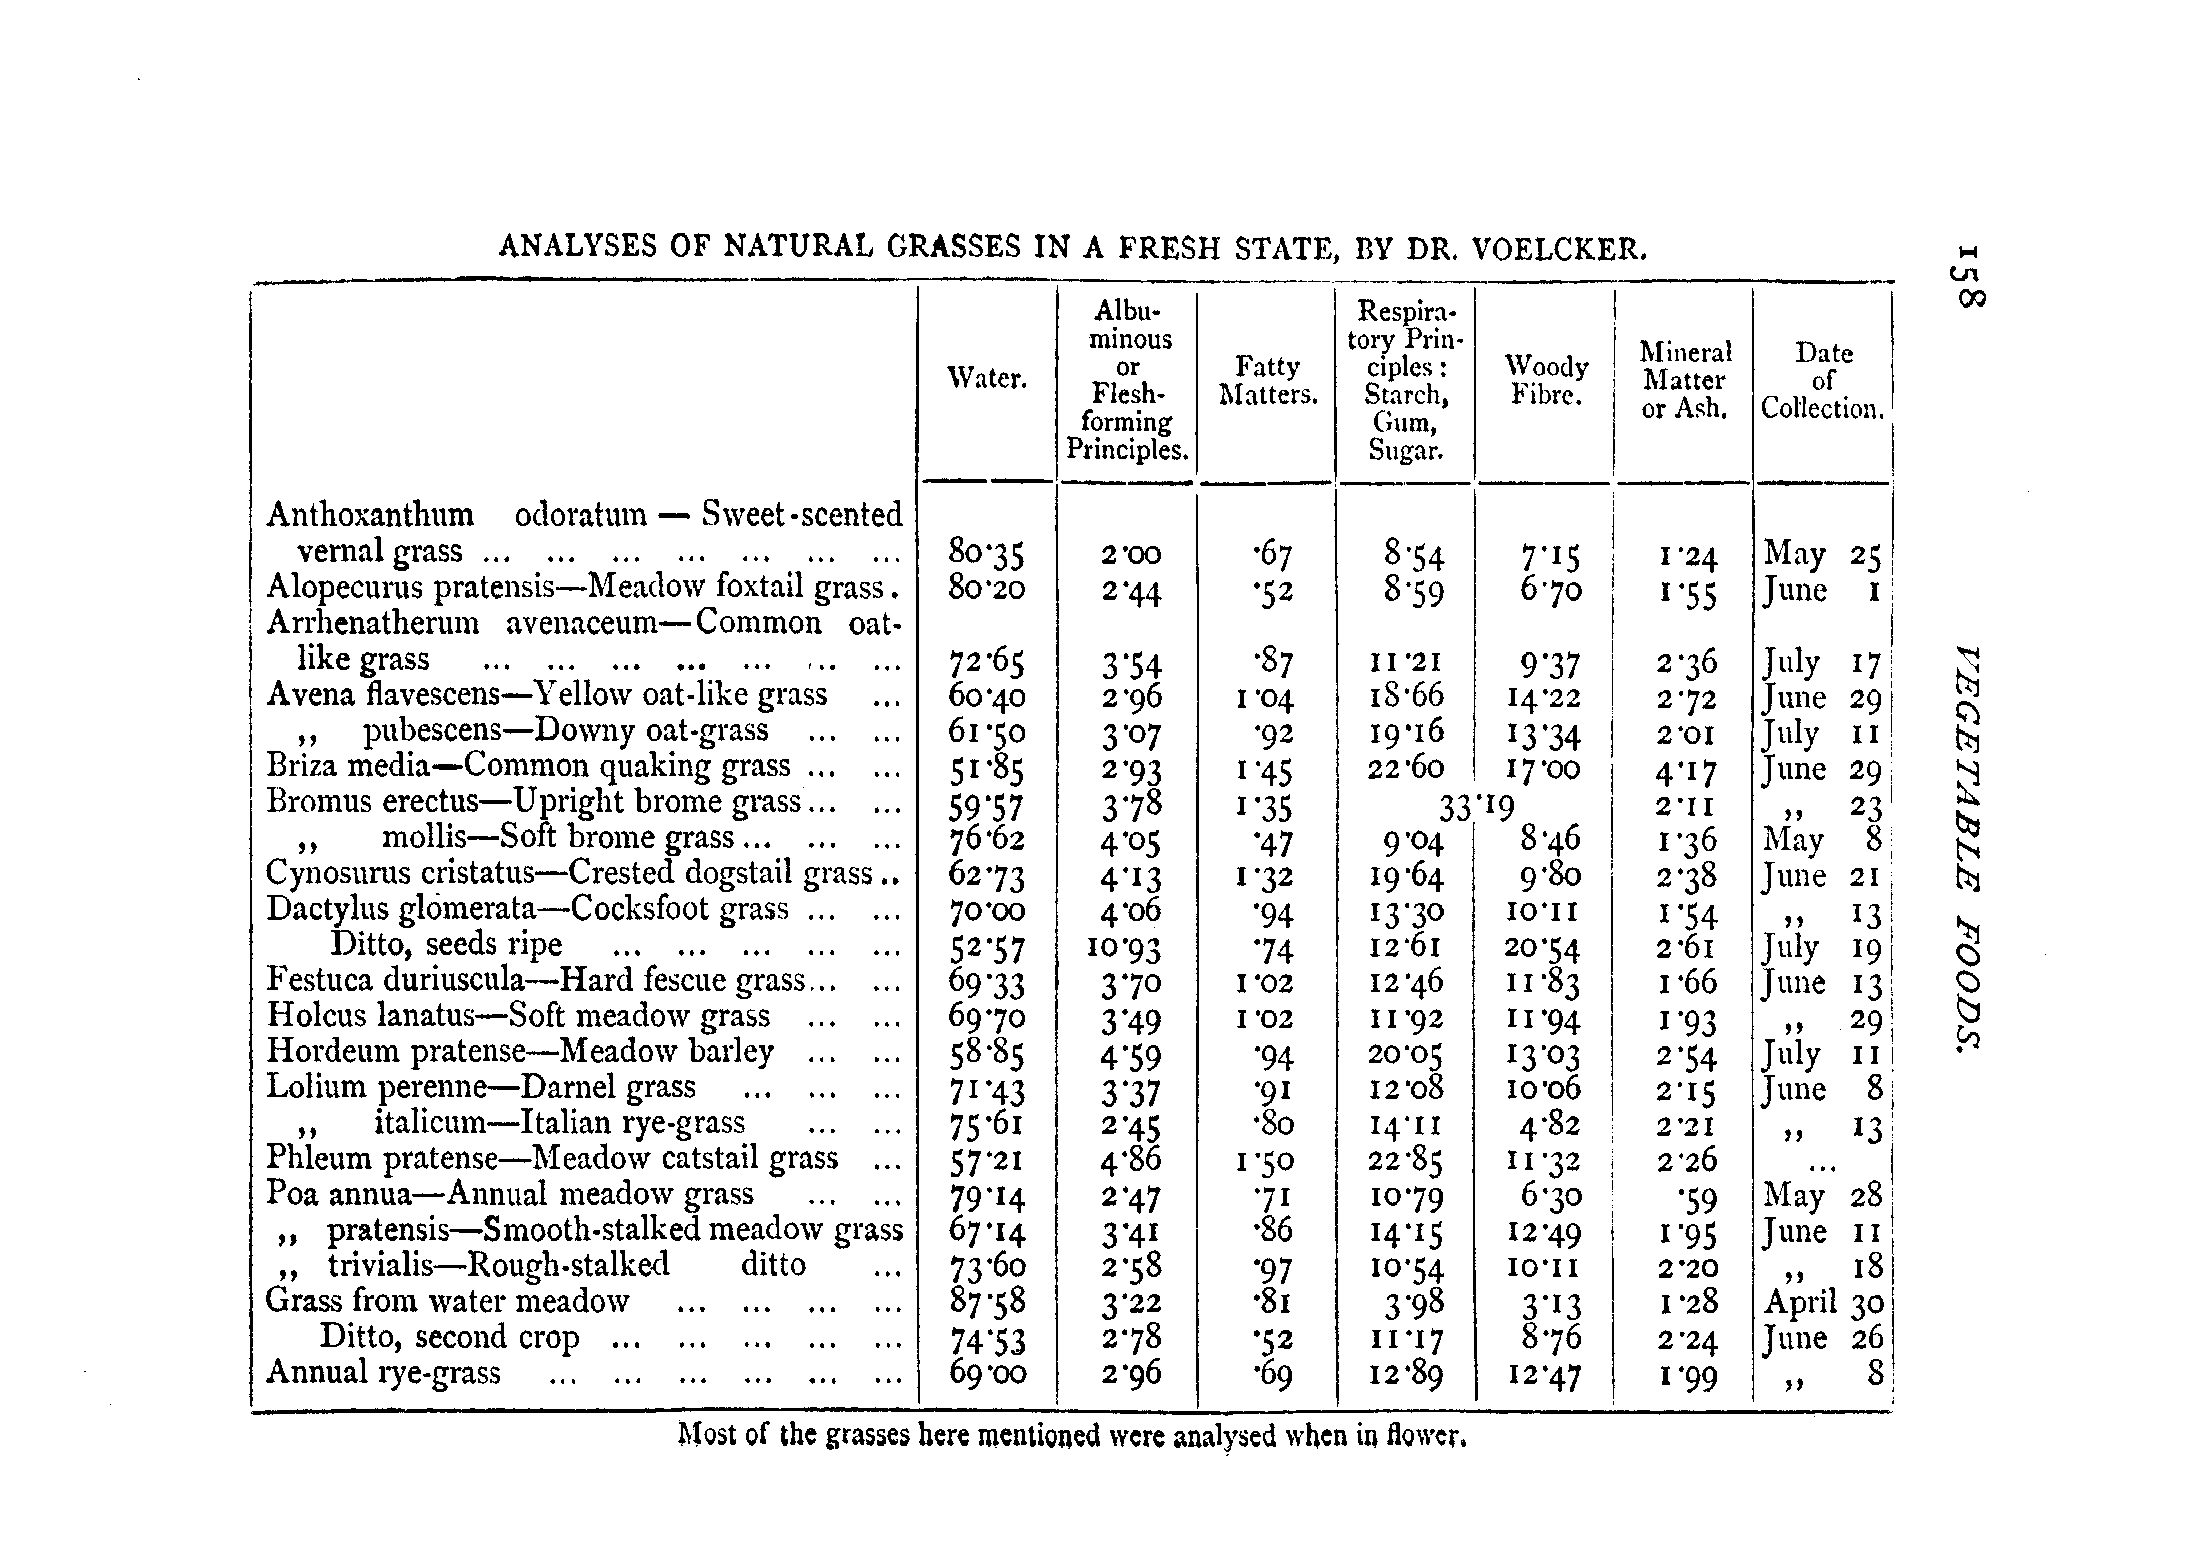 ANALYSES OF NATURAL GRASSES IN A FRESH STATE, BY DR. VOELCKER.
158
Water. Albu-minous or Flesh-forming Principles. Fatty Matters. Respira-tory Prin-ciples: Starch, Gum, Sugar. Woody Fibre. Mineral Matter or Ash. Date of Collection.
Anthoxanthum odoratum — Sweet-scented
vernal grass ... ... ... ... ... ... ... 80·35 2·00 ·67 8·54 7·15 1·24 May 25
Alopecurus pratensis—Meadow foxtail grass. 80·20 2·44 ·52 8·59 6·70 1·55 June 1
Arrhenatherum avenaceum—Common oat-
like grass ... ... ... ... ... ... ... 72·65 3·54 ·87 11·21 9·37 2·36 July 17
Avena flavescens—Yellow oat-like grass ... 60·40 2·96 1·04 18·66 14·22 2·72 June 29
„ pubescens—Downy oat-grass ... ... 61·50 3·07 ·92 19·16 13·34 2·01 July 11
Briza media—Common quaking grass ... ... 51·85 2·93 1·45 22·60 17·00 4·17 June 29
Bromus erectus—Upright brome grass... ... 59·57 3·78 1·35 33·19 2·11 „ 23
„ mollis—Soft brome grass... ... ... 76·62 4·05 ·47 9·04 8·46 1·36 May 8
Cynosurus cristatus—Crested dogstail grass.. 62·73 4·13 1·32 19·64 9·80 2·38 June 21
Dactylus glomerata—Cocksfoot grass ... ... 70·00 4·06 ·94 13·30 10·11 1·54 „ 13
Ditto, seeds ripe ... ... ... ... ... 52·57 10·93 ·74 12·61 20·54 2·61 July 19
Festuca duriuscula—Hard fescue grass... ... 69·33 3·70 1·02 12·46 11·83 1·66 June 13
Holcus lanatus—Soft meadow grass ... ... 69·70 3·49 1·02 11·92 11·94 1·93 „ 29
Hordeum pratense—Meadow barley ... ... 58·85 4·59 ·94 20·05 13·03 2·54 July 11
Lolium perenne—Darnel grass ... ... ... 71·43 3·37 ·91 12·08 10·06 2·15 June 8
„ italicum—Italian rye-grass ... ... 75·61 2·45 ·80 14·11 4·82 2·21 „ 13
Phleum pratense—Meadow catstail grass ... 57·21 4·86 1·50 22·85 11·32 2·26 ...
Poa annua—Annual meadow grass ... ... 79·14 2·47 ·71 10·79 6·30 ·59 May 28
„ pratensis—Smooth-stalked meadow grass 67·14 3·41 ·86 14·15 12·49 1·95 June 11
„ trivialis—Rough-stalked ditto ... 73·60 2·58 ·97 10·54 10·11 2·20 „ 18
Grass from water meadow ... ... ... ... 87·58 3·22 ·81 3·98 3·13 1·28 April 30
Ditto, second crop ... ... ... ... ... 74·53 2·78 ·52 11·17 8·76 2·24 June 26
Annual rye-grass ... ... ... ... ... ... 69·00 2·96 ·69 12·89 12·47 1·99 „ 8
Most of the grasses here mentioned were analysed when in flower.
VEGETABLE FOODS.